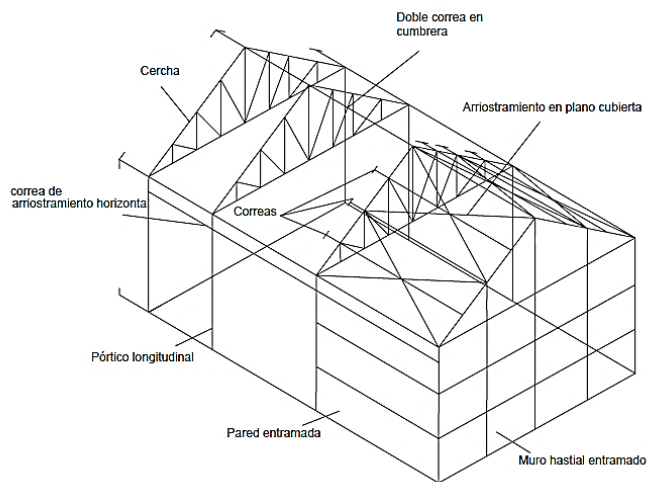 Doble correa en
cumbrera
Cercha
Arriostramiento en plano cubierta
correa de
arriostramiento horizonta
Correas
Pórtico longitudinal
Pared entramada
Muro hastial entramado